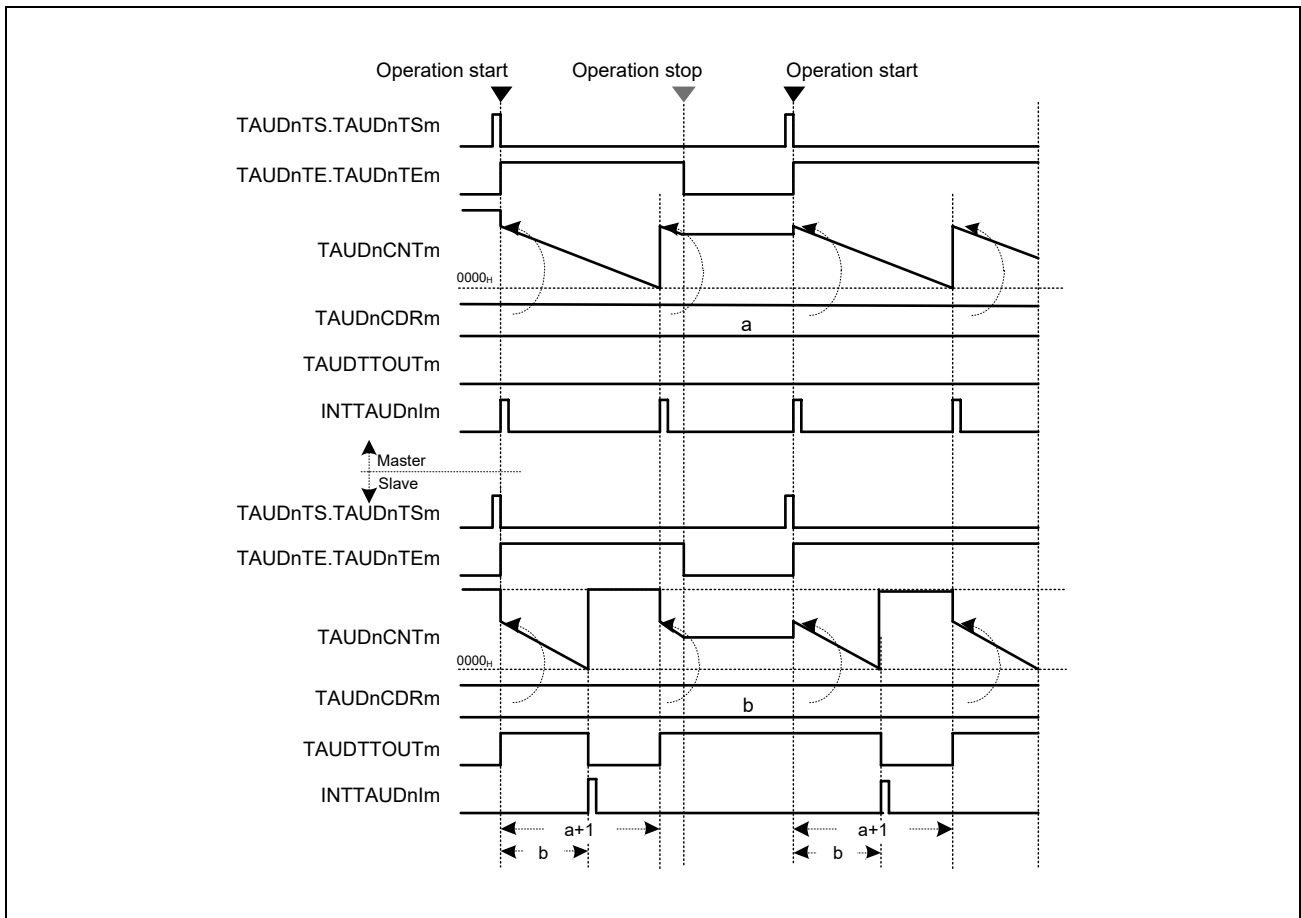 Operation start Operation stop Operation start
TAUDnTS.TAUDnTSm
TAUDnTE.TAUDnTEm
TAUDnCNTm
0000H
TAUDnCDRm
a
TAUDTTOUTm
INTTAUDnIm
Master
Slave
TAUDnTS.TAUDnTSm
TAUDnTE.TAUDnTEm
TAUDnCNTm
0000H
TAUDnCDRm
b
TAUDTTOUTm
INTTAUDnIm
a+1 a+1
b b